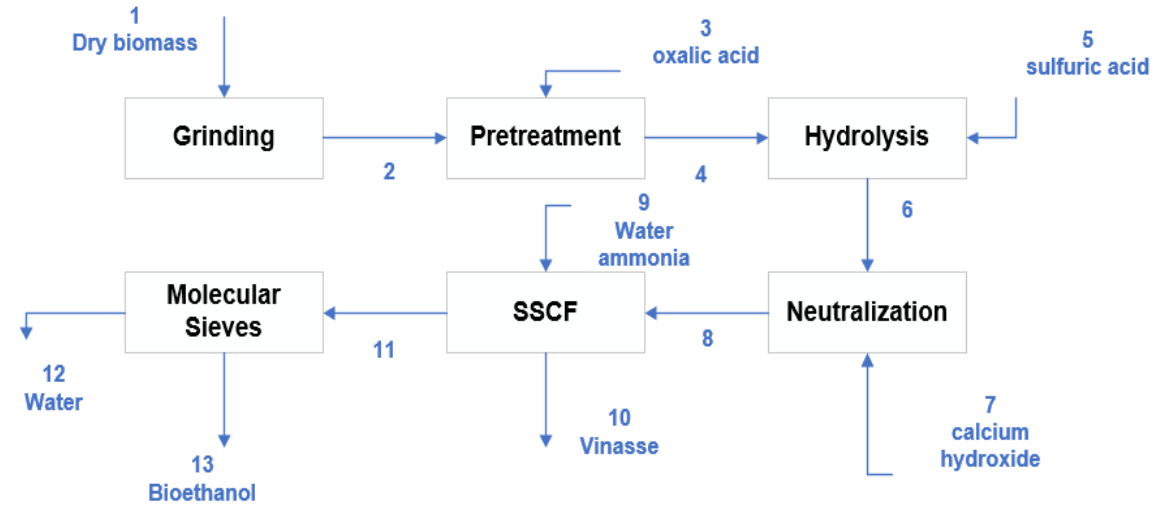 1
Dry biomass
3
oxalic acid
5
sulfuric acid
Grinding
Pretreatment
Hydrolysis
2
4
6
9
Water
ammonia
Molecular
Sieves
SSCF
Neutralization
11
8
12
Water
10
Vinasse
7
calcium
hydroxide
13
Bioethanol